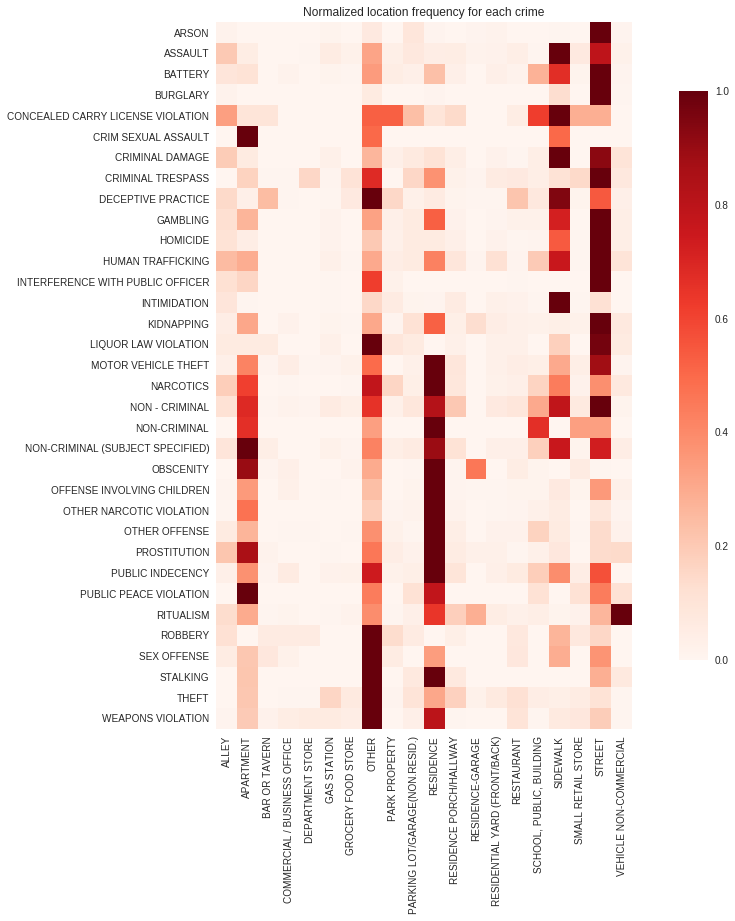 Normalized location frequency for each crime
ARSON
ASSAULT
BATTERY
BURGLARY
CONCEALED CARRY LICENSE VIOLATION
CRIM SEXUAL ASSAULT
CRIMINAL DAMAGE
CRIMINAL TRESPASS
DECEPTIVE PRACTICE
GAMBLING
HOMICIDE
HUMAN TRAFFICKING
INTERFERENCE WITH PUBLIC OFFICER
INTIMIDATION
KIDNAPPING
LIQUOR LAW VIOLATION
MOTOR VEHICLE THEFT
NARCOTICS
NON - CRIMINAL
NON-CRIMINAL
NON-CRIMINAL (SUBJECT SPECIFIED)
OBSCENITY
OFFENSE INVOLVING CHILDREN
OTHER NARCOTIC VIOLATION
OTHER OFFENSE
PROSTITUTION
PUBLIC INDECENCY
PUBLIC PEACE VIOLATION
RITUALISM
ROBBERY
SEX OFFENSE
STALKING
THEFT
WEAPONS VIOLATION
ALLEY
APARTMENT
BAR OR TAVERN
COMMERCIAL / BUSINESS OFFICE
DEPARTMENT STORE
GAS STATION
GROCERY FOOD STORE
OTHER
PARK PROPERTY
PARKING LOT/GARAGE(NON.RESID.)
RESIDENCE
RESIDENCE PORCH/HALLWAY
RESIDENCE-GARAGE
RESIDENTIAL YARD (FRONT/BACK)
RESTAURANT
SCHOOL, PUBLIC, BUILDING
SIDEWALK
SMALL RETAIL STORE
STREET
VEHICLE NON-COMMERCIAL
1.0
0.8
0.6
0.4
0.2
0.0